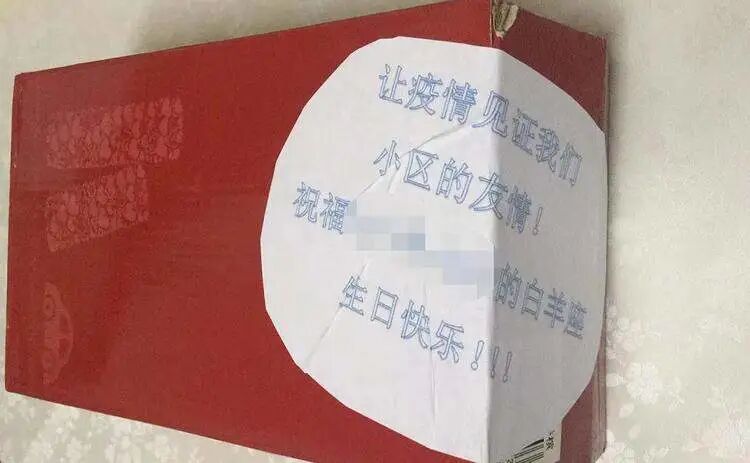 让疫情见证我们
小区的友情！
祝福
的白羊座
生日快乐！！！